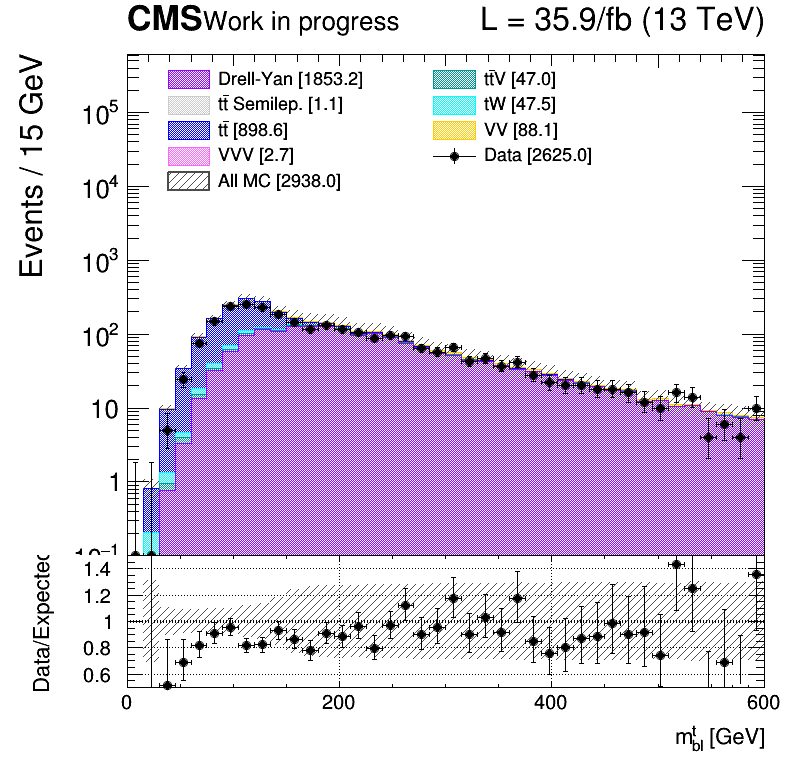 CMS Work in progress L = 35.9/fb (13 TeV)
Events / 15 GeV
10⁵
10⁴
10³
10²
10
1
10⁻¹
Drell-Yan [1853.2]
tt̄ Semilep. [1.1]
tt̄ [898.6]
VVV [2.7]
All MC [2938.0]
tt̄V [47.0]
tW [47.5]
VV [88.1]
Data [2625.0]
Data/Expected
1.4
1.2
1
0.8
0.6
0 200 400 600
m^t_bl [GeV]